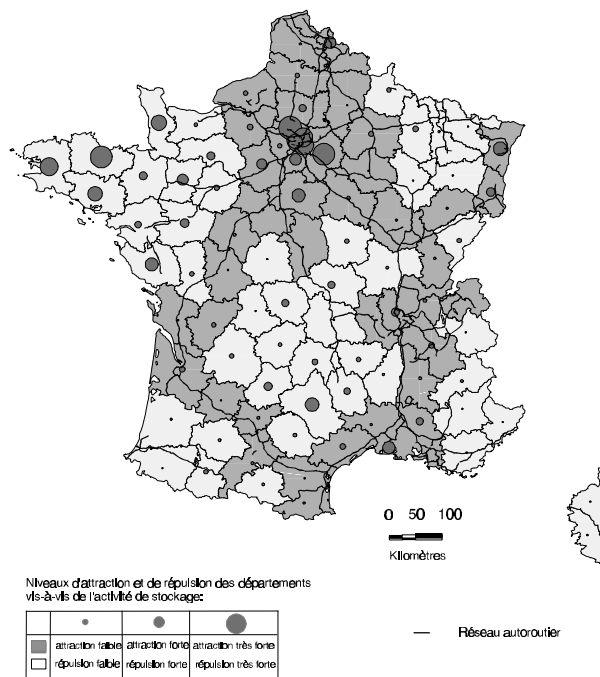 0 50 100
Kilomètres
Niveaux d'attraction et de répulsion des départements
vis-à-vis de l'activité de stockage:
attraction faible attraction forte attraction très forte
répulsion faible répulsion forte répulsion très forte
Réseau autoroutier